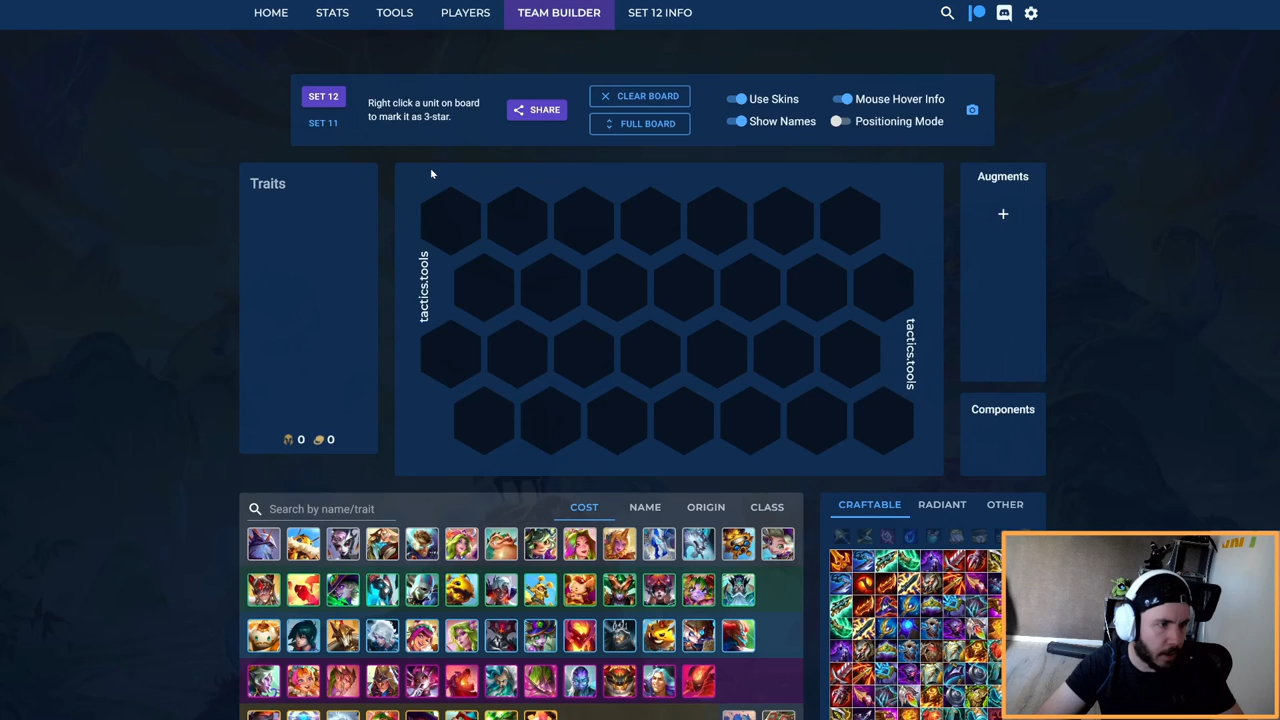 HOME STATS TOOLS PLAYERS TEAM BUILDER SET 12 INFO
SET 12
SET 11
Right click a unit on board
to mark it as 3-star.
SHARE
CLEAR BOARD
FULL BOARD
Use Skins
Show Names
Mouse Hover Info
Positioning Mode
Traits
0 0
tactics.tools
tactics.tools
Augments
+
Components
Search by name/trait
COST NAME ORIGIN CLASS
CRAFTABLE RADIANT OTHER